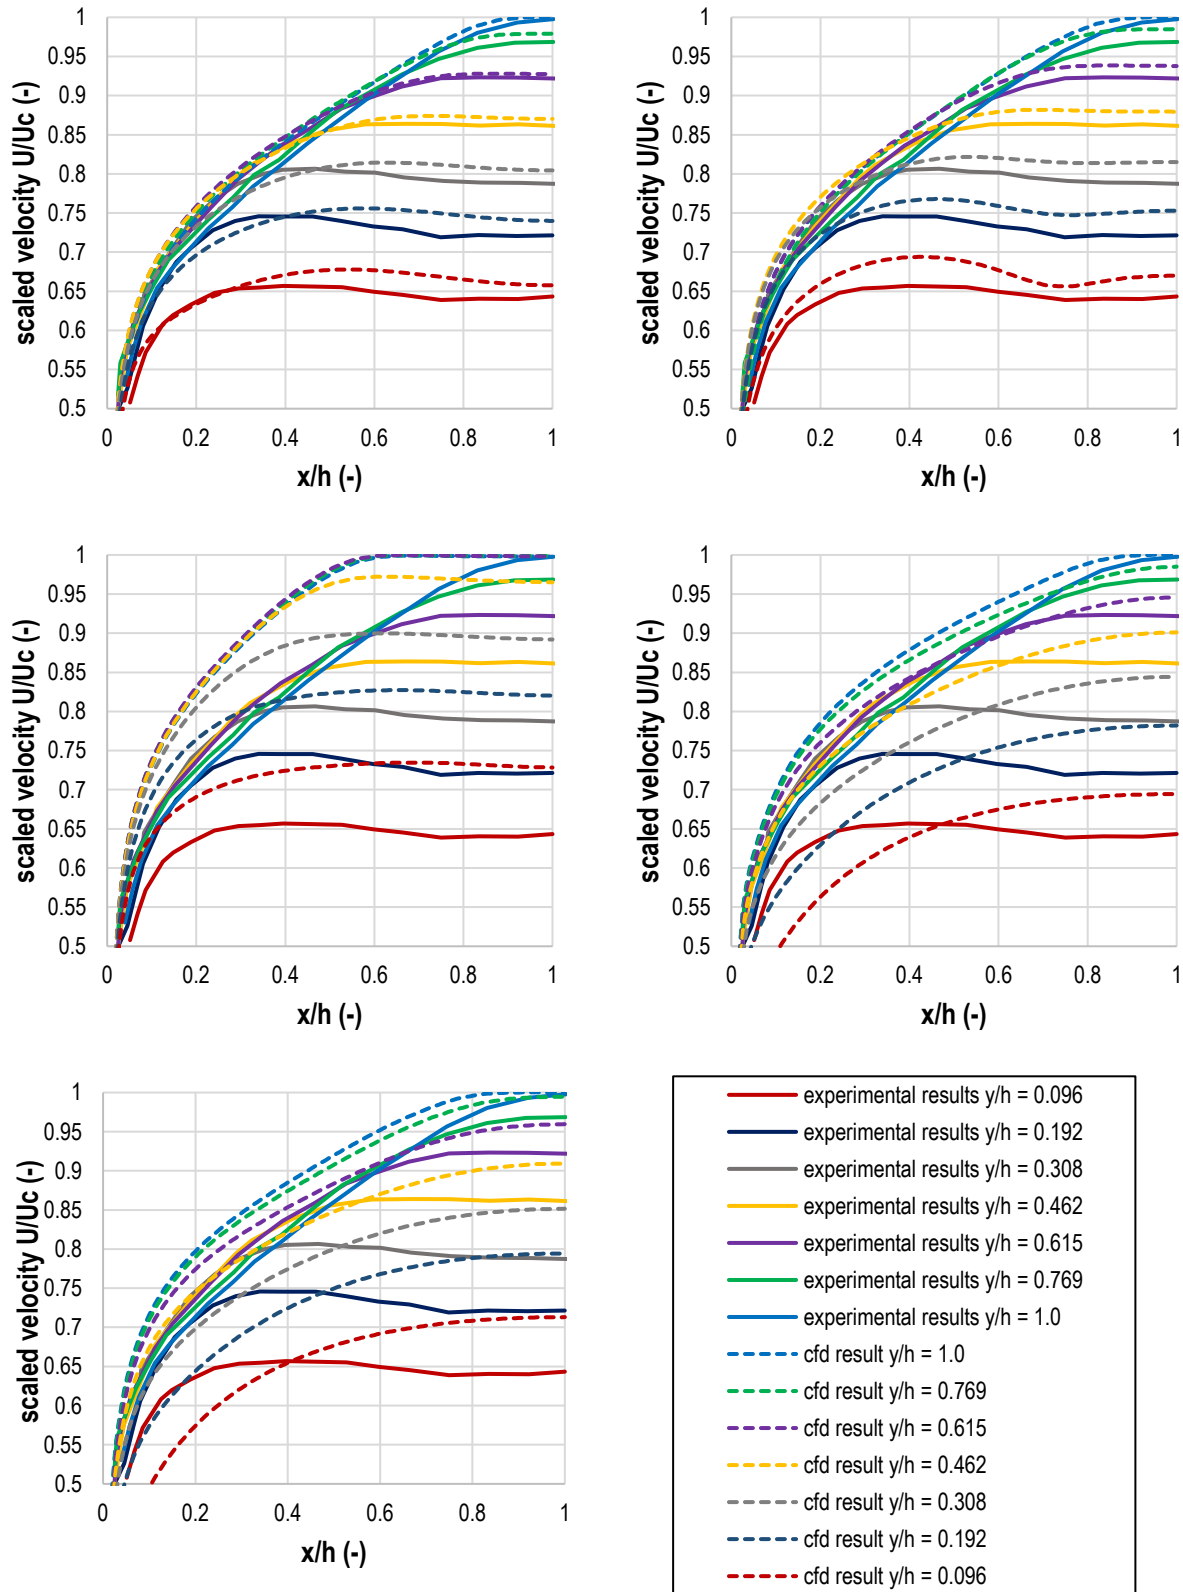 1
0.95
0.9
0.85
0.8
0.75
0.7
0.65
0.6
0.55
0.5
0 0.2 0.4 0.6 0.8 1
x/h (-)
scaled velocity U/Uc (-)
1
0.95
0.9
0.85
0.8
0.75
0.7
0.65
0.6
0.55
0.5
0 0.2 0.4 0.6 0.8 1
x/h (-)
scaled velocity U/Uc (-)
1
0.95
0.9
0.85
0.8
0.75
0.7
0.65
0.6
0.55
0.5
0 0.2 0.4 0.6 0.8 1
x/h (-)
scaled velocity U/Uc (-)
1
0.95
0.9
0.85
0.8
0.75
0.7
0.65
0.6
0.55
0.5
0 0.2 0.4 0.6 0.8 1
x/h (-)
scaled velocity U/Uc (-)
1
0.95
0.9
0.85
0.8
0.75
0.7
0.65
0.6
0.55
0.5
0 0.2 0.4 0.6 0.8 1
x/h (-)
scaled velocity U/Uc (-)
experimental results y/h = 0.096
experimental results y/h = 0.192
experimental results y/h = 0.308
experimental results y/h = 0.462
experimental results y/h = 0.615
experimental results y/h = 0.769
experimental results y/h = 1.0
cfd result y/h = 1.0
cfd result y/h = 0.769
cfd result y/h = 0.615
cfd result y/h = 0.462
cfd result y/h = 0.308
cfd result y/h = 0.192
cfd result y/h = 0.096